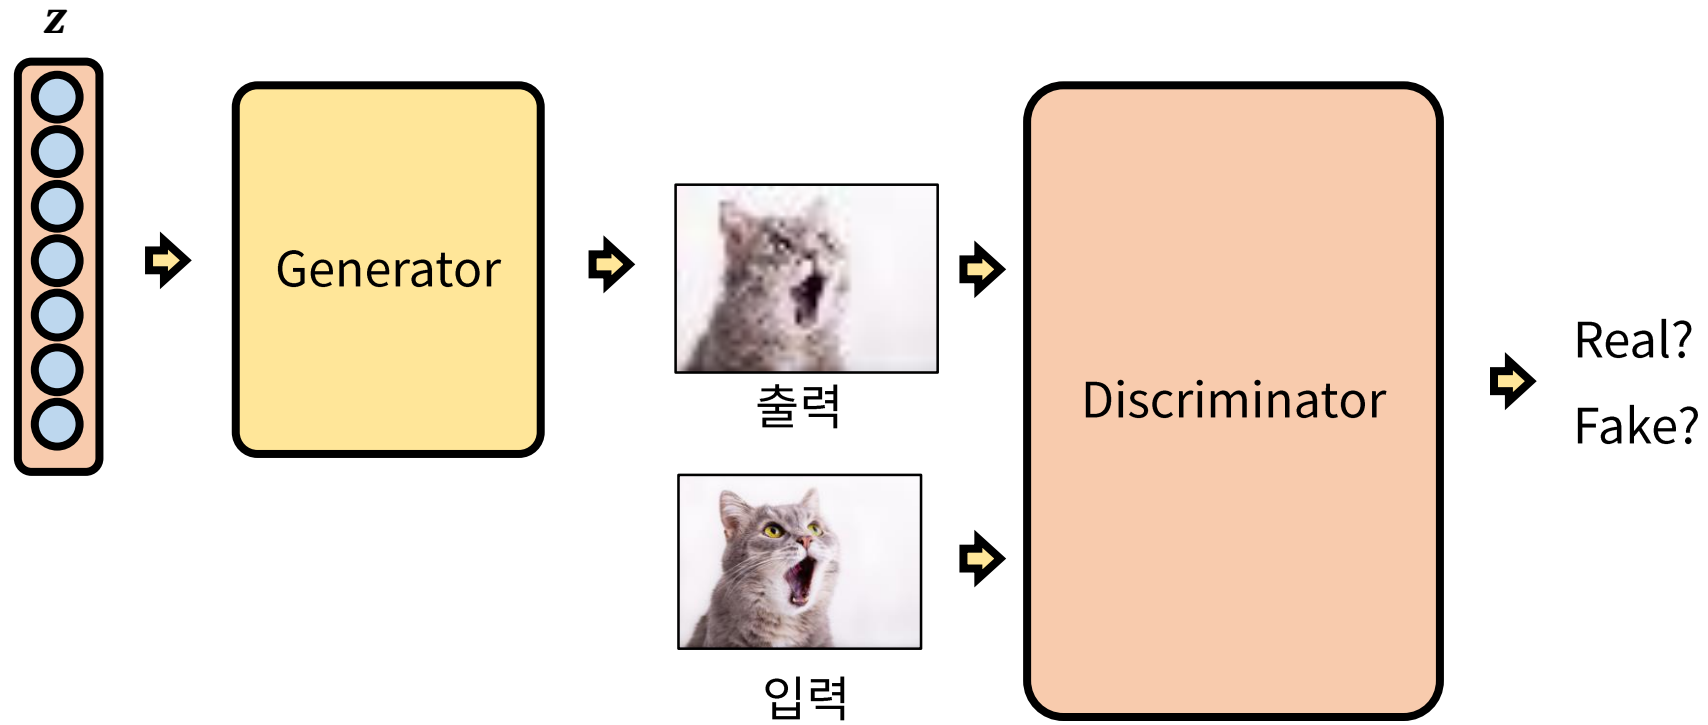 z
Generator
출력
입력
Discriminator
Real?
Fake?